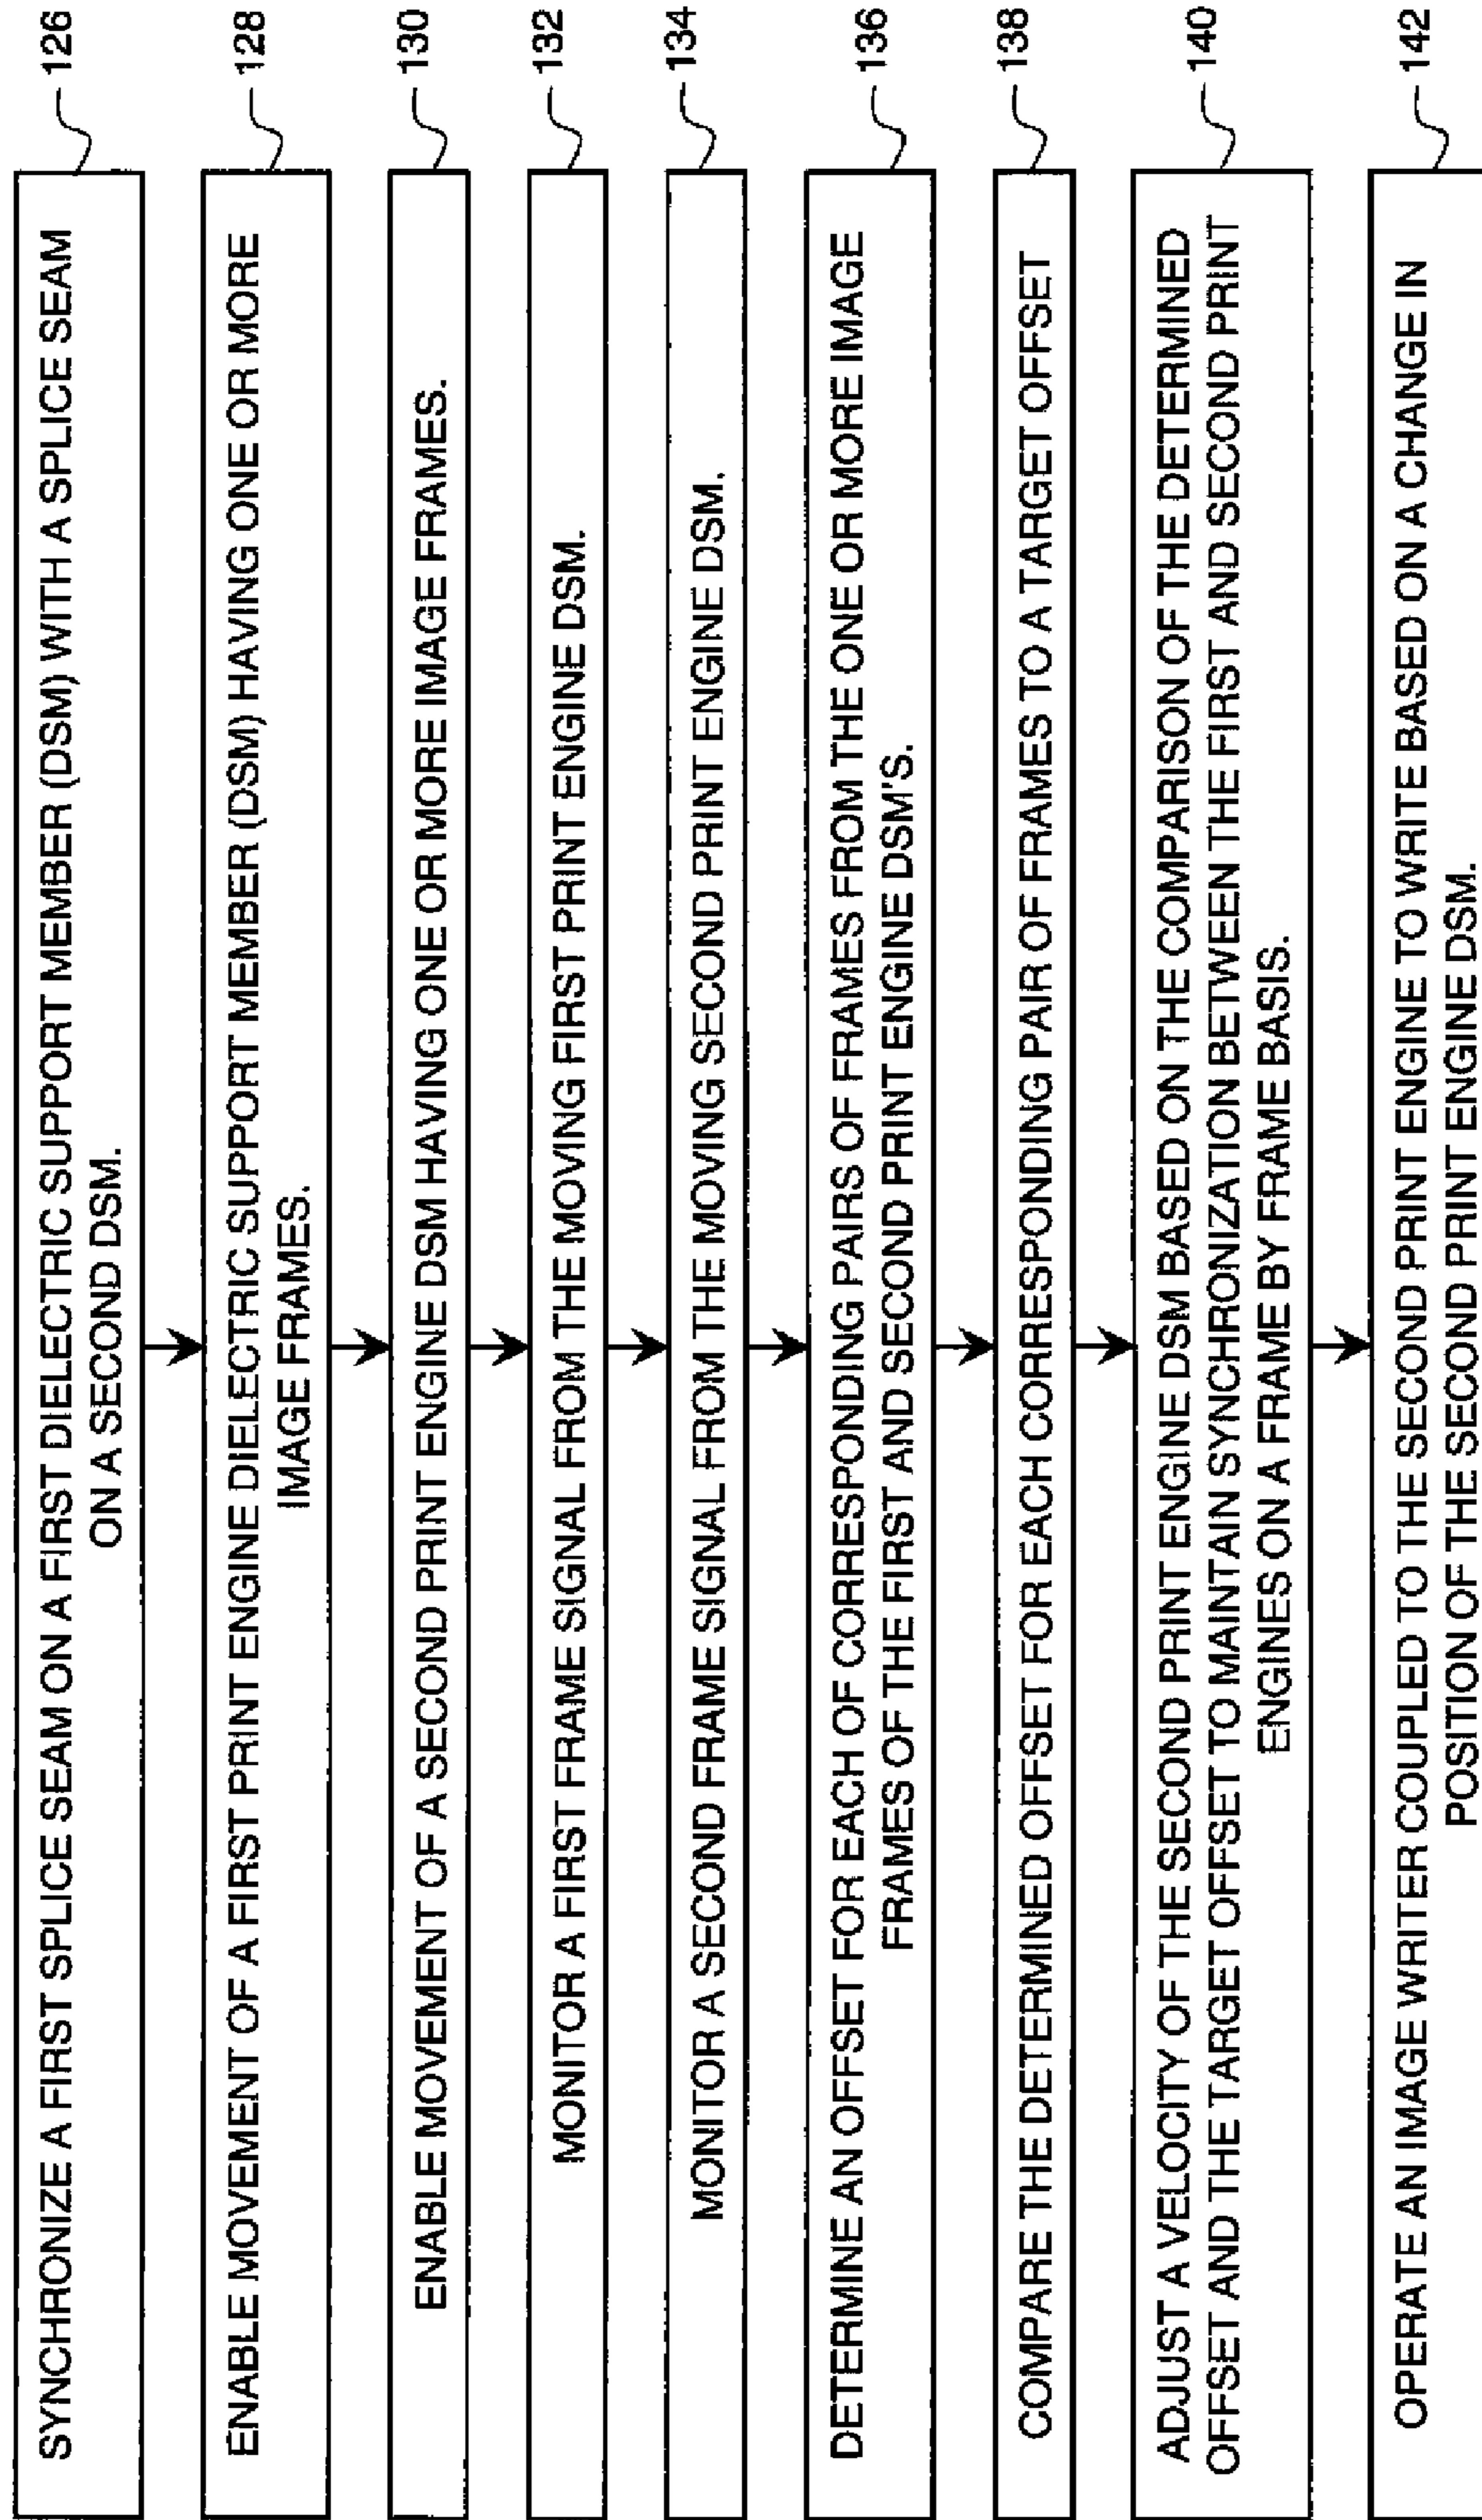 SYNCHRONIZE A FIRST SPLICE SEAM ON A FIRST DIELECTRIC SUPPORT MEMBER (DSM) WITH A SPLICE SEAM
ON A SECOND DSM.
126
ENABLE MOVEMENT OF A FIRST PRINT ENGINE DIELECTRIC SUPPORT MEMBER (DSM) HAVING ONE OR MORE
IMAGE FRAMES.
128
ENABLE MOVEMENT OF A SECOND PRINT ENGINE DSM HAVING ONE OR MORE IMAGE FRAMES.
130
MONITOR A FIRST FRAME SIGNAL FROM THE MOVING FIRST PRINT ENGINE DSM.
132
MONITOR A SECOND FRAME SIGNAL FROM THE MOVING SECOND PRINT ENGINE DSM.
134
DETERMINE AN OFFSET FOR EACH OF CORRESPONDING PAIRS OF FRAMES FROM THE ONE OR MORE IMAGE
FRAMES OF THE FIRST AND SECOND PRINT ENGINE DSM'S.
136
COMPARE THE DETERMINED OFFSET FOR EACH CORRESPONDING PAIR OF FRAMES TO A TARGET OFFSET
138
ADJUST A VELOCITY OF THE SECOND PRINT ENGINE DSM BASED ON THE COMPARISON OF THE DETERMINED
OFFSET AND THE TARGET OFFSET TO MAINTAIN SYNCHRONIZATION BETWEEN THE FIRST AND SECOND PRINT
ENGINES ON A FRAME BY FRAME BASIS.
140
OPERATE AN IMAGE WRITER COUPLED TO THE SECOND PRINT ENGINE TO WRITE BASED ON A CHANGE IN
POSITION OF THE SECOND PRINT ENGINE DSM.
142